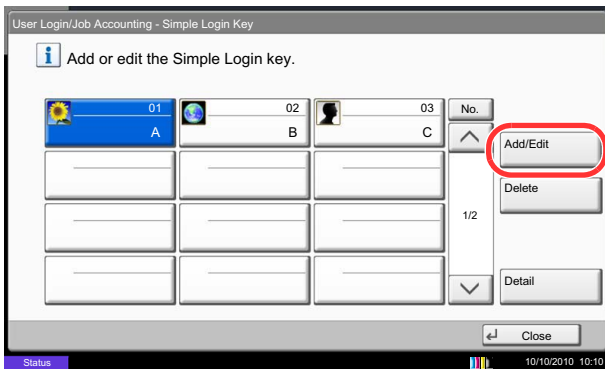 User Login/Job Accounting - Simple Login Key
i Add or edit the Simple Login key.
01 02 03 No.
A B C
Add/Edit
Delete
1/2
Detail
Close
Status 10/10/2010 10:10